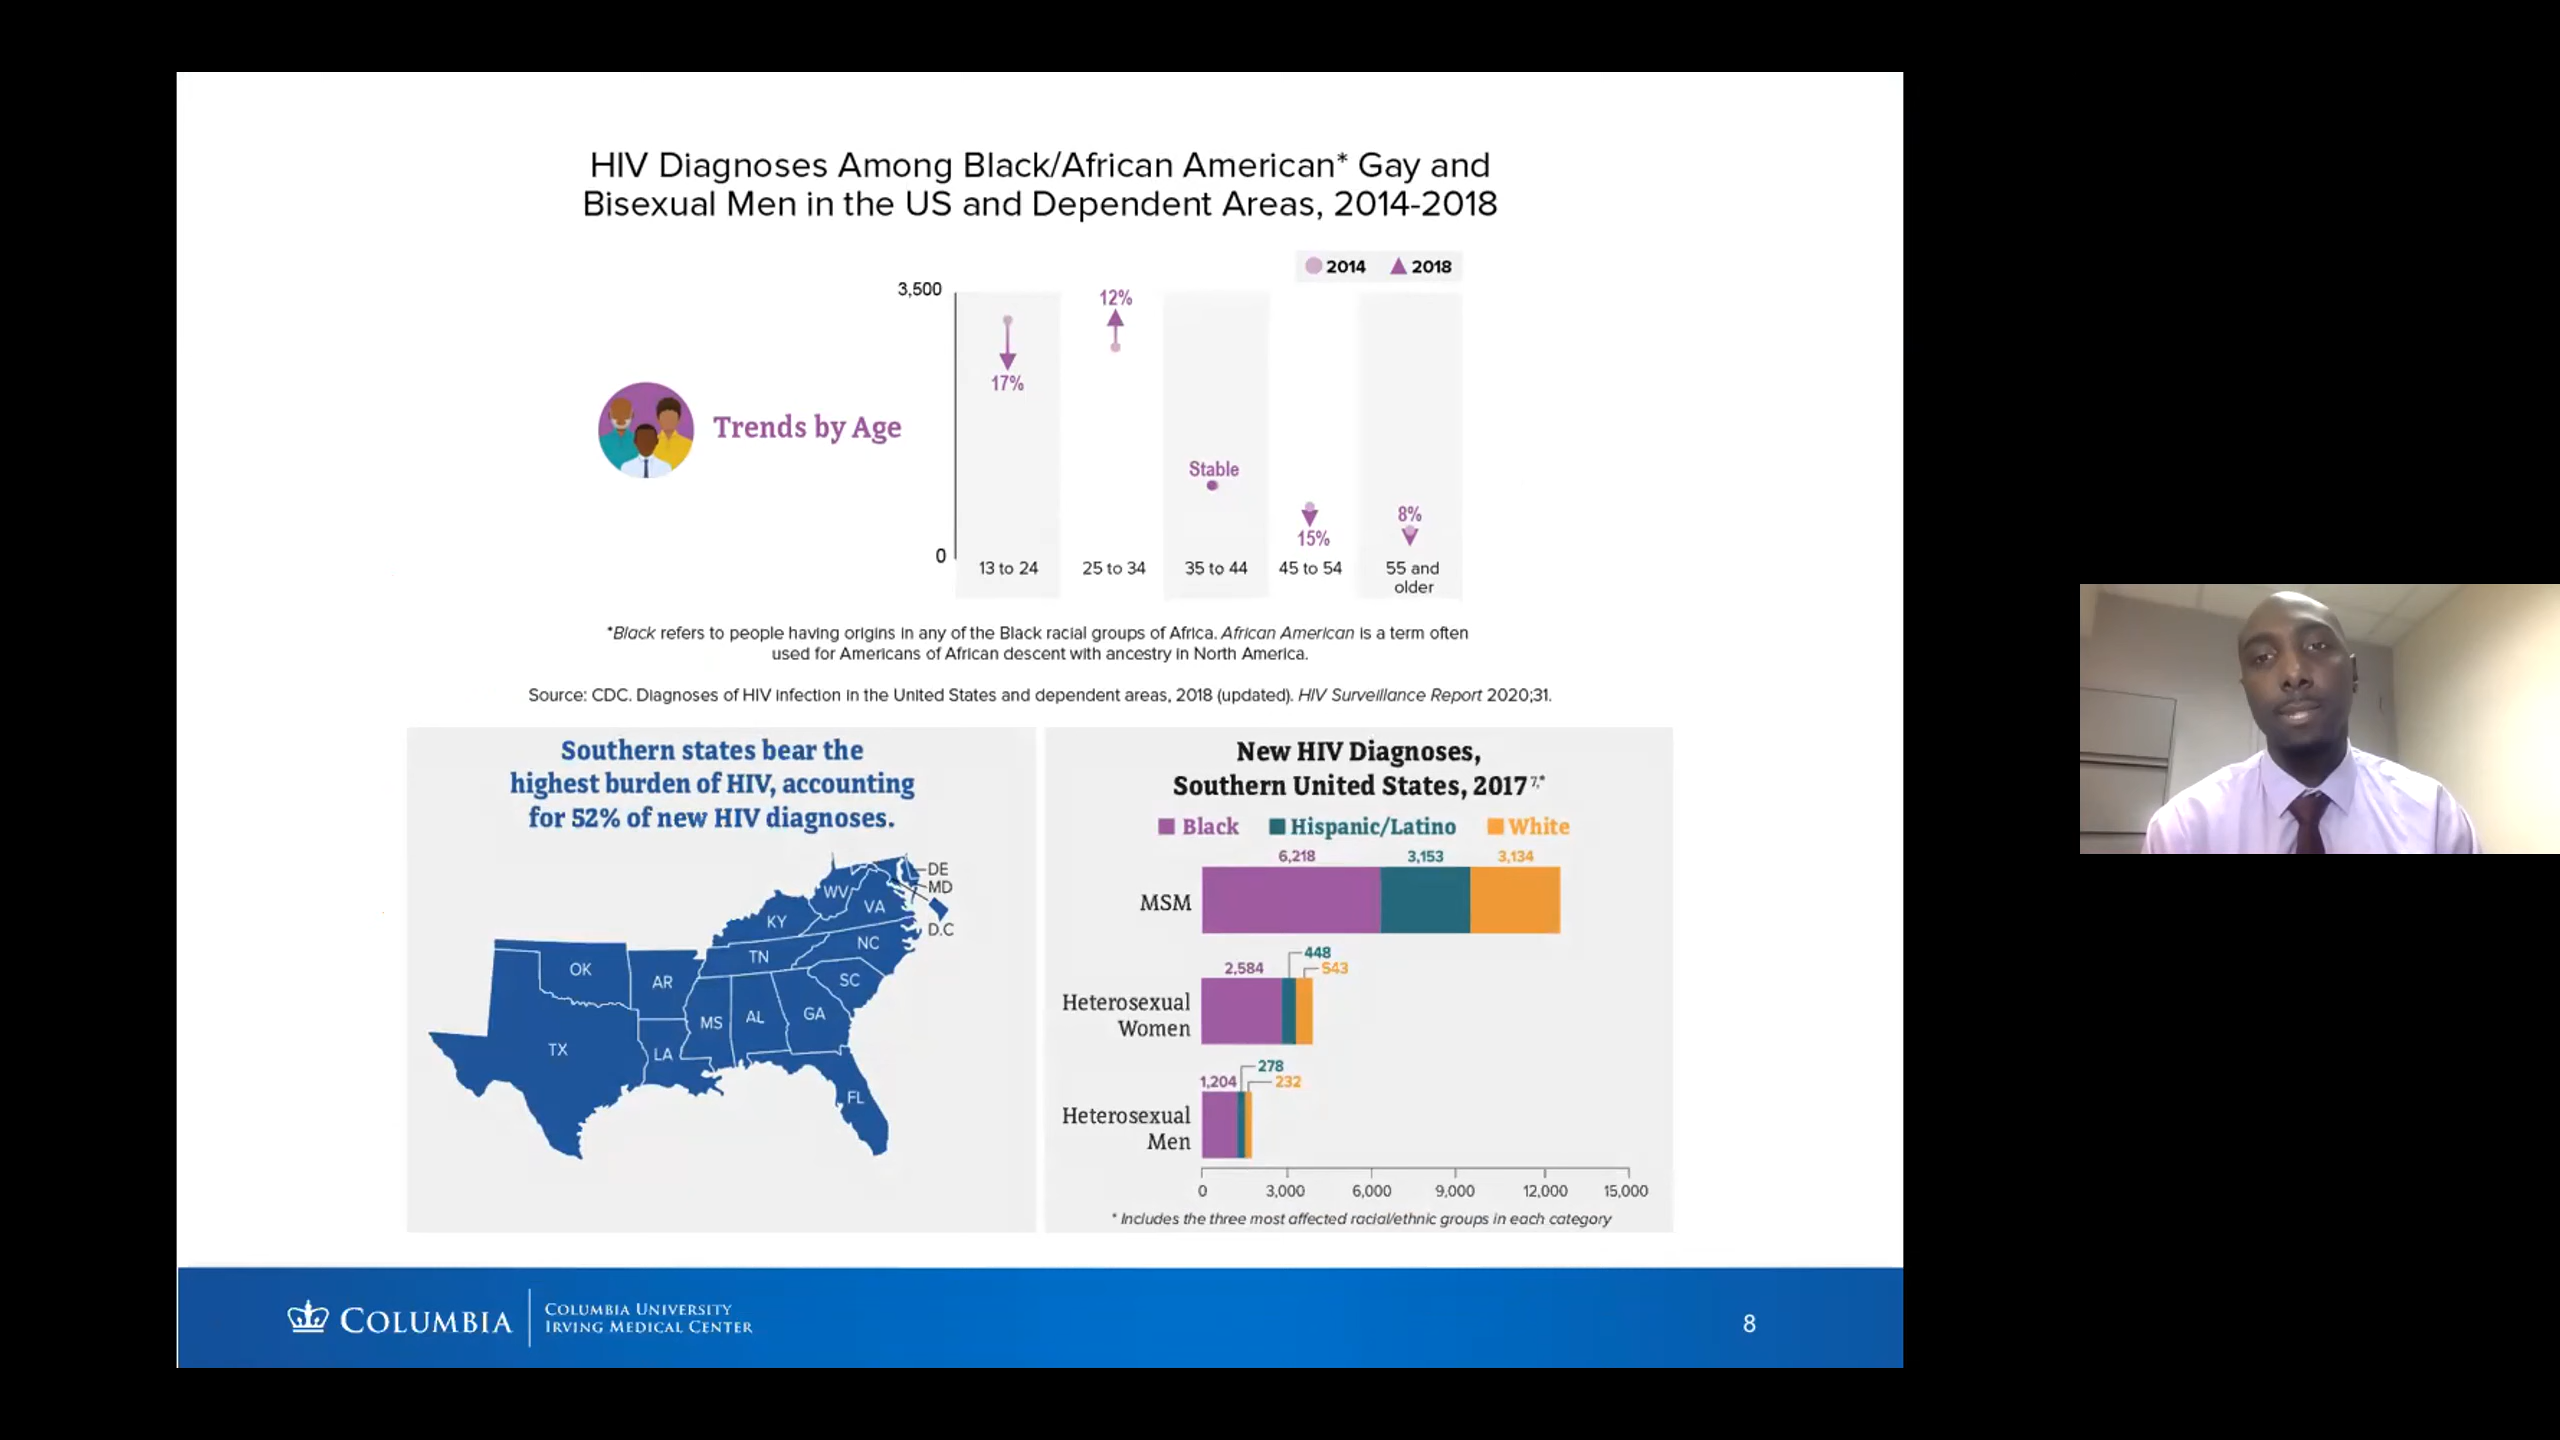 HIV Diagnoses Among Black/African American* Gay and
Bisexual Men in the US and Dependent Areas, 2014-2018
2014 2018
3,500
12%
17%
Trends by Age
Stable
8%
15%
0
13 to 24 25 to 34 35 to 44 45 to 54 55 and
older
*Black refers to people having origins in any of the Black racial groups of Africa. African American is a term often
used for Americans of African descent with ancestry in North America.
Source: CDC. Diagnoses of HIV infection in the United States and dependent areas, 2018 (updated). HIV Surveillance Report 2020;31.
Southern states bear the
highest burden of HIV, accounting
for 52% of new HIV diagnoses.
DE
MD
WV
VA
KY
D.C
NC
TN
OK
AR
SC
MS
AL
GA
TX
LA
FL
New HIV Diagnoses,
Southern United States, 2017 7,*
Black Hispanic/Latino White
6,218 3,153 3,134
MSM
448
2,584 543
Heterosexual
Women
278
1,204 232
Heterosexual
Men
0 3,000 6,000 9,000 12,000 15,000
* Includes the three most affected racial/ethnic groups in each category
COLUMBIA
COLUMBIA UNIVERSITY
IRVING MEDICAL CENTER
8